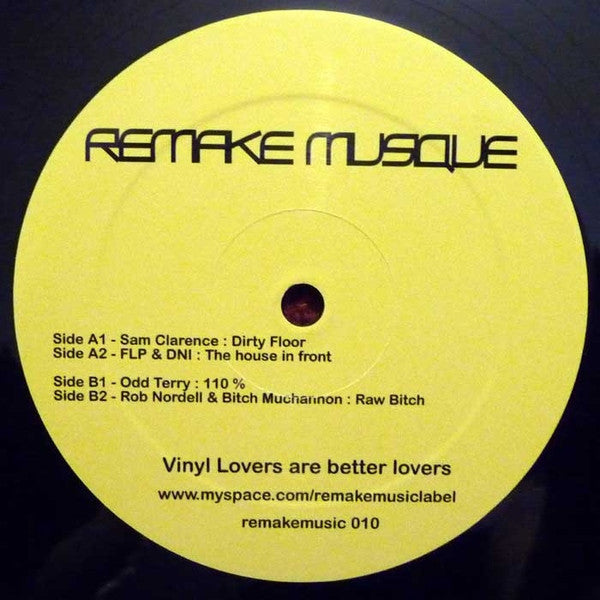 REMAKE MUSIQUE
Side A1 - Sam Clarence : Dirty Floor
Side A2 - FLP & DNI : The house in front
Side B1 - Odd Terry : 110 %
Side B2 - Rob Nordell & Bitch Muchannon : Raw Bitch
Vinyl Lovers are better lovers
www.myspace.com/remakemusiclabel
remakemusic 010